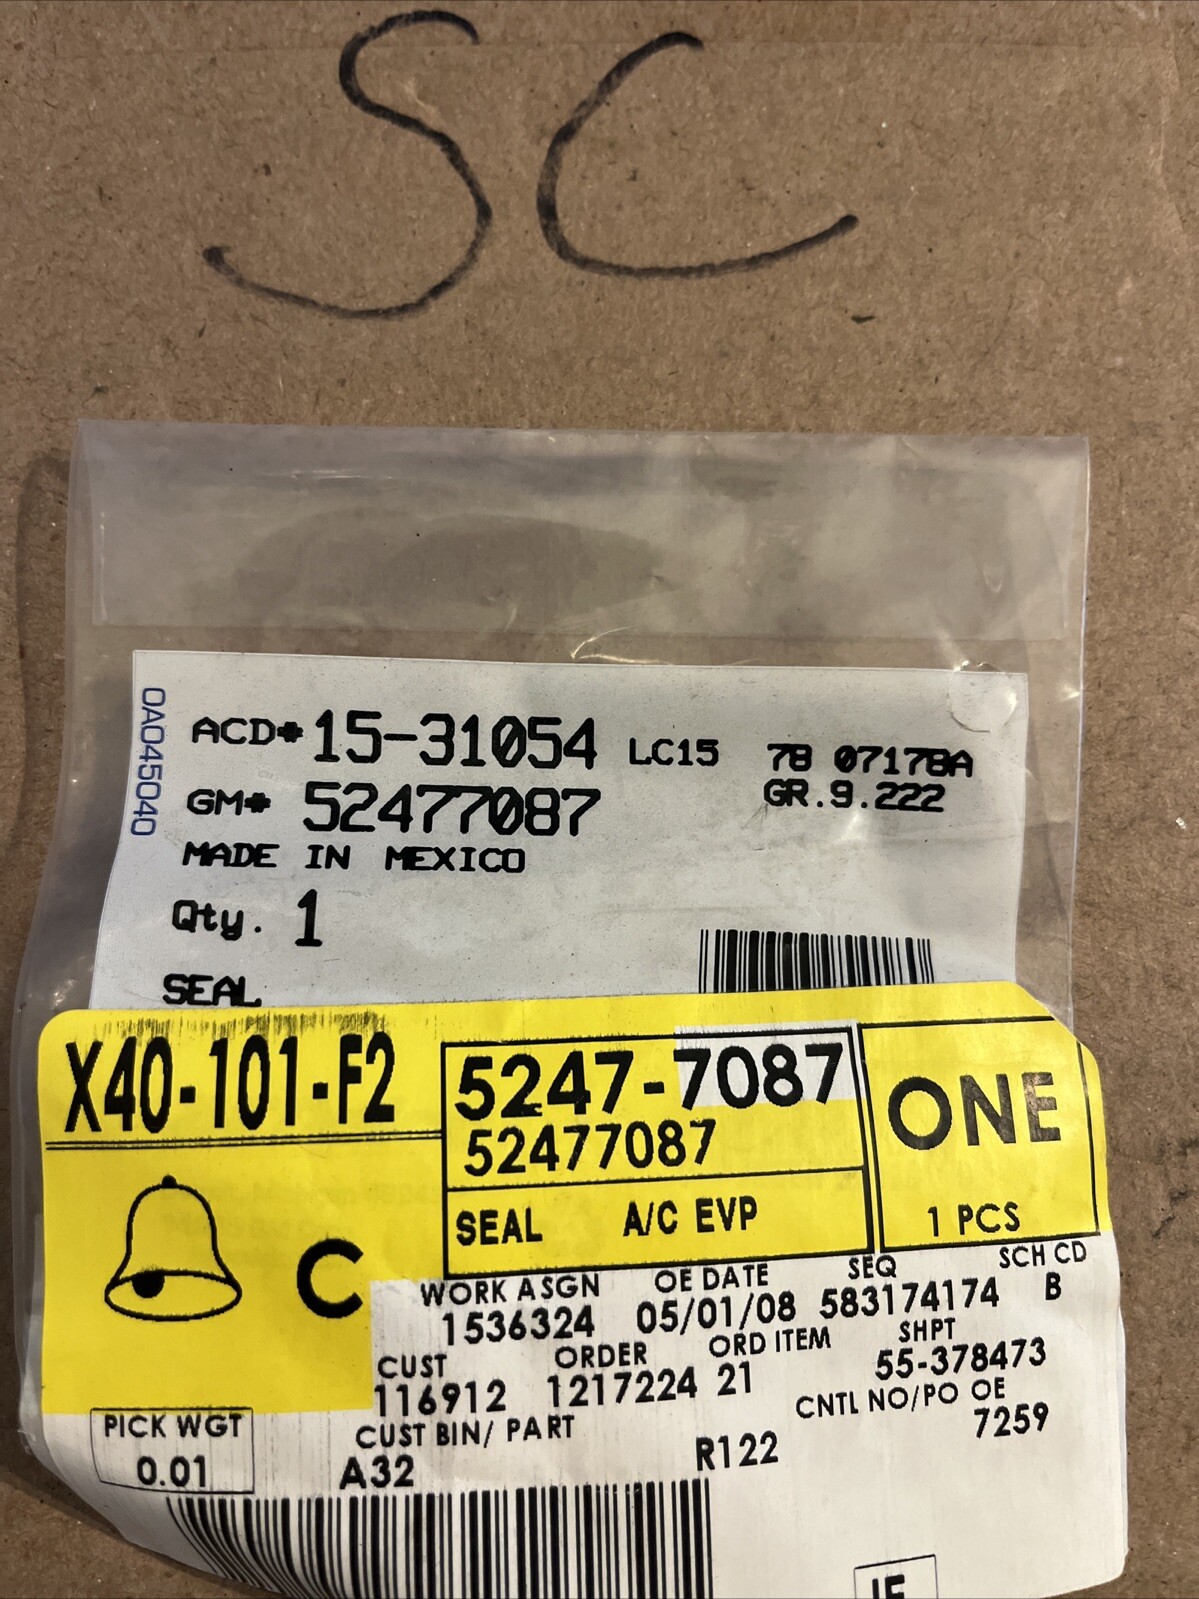 SC
0A045040
ACD# 15-31054 LC15 78 07178A
GM# 52477087 GR.9.222
MADE IN MEXICO
Qty. 1
SEAL
X40-101-F2
5247-7087
52477087
ONE
SEAL A/C EVP
1 PCS
C
WORK ASGN OE DATE SEQ SCH CD
1536324 05/01/08 583174174 B
CUST ORDER ORD ITEM SHPT
116912 1217224 21 55-378473
PICK WGT CUST BIN/ PART CNTL NO/PO OE
0.01 A32 R122 7259